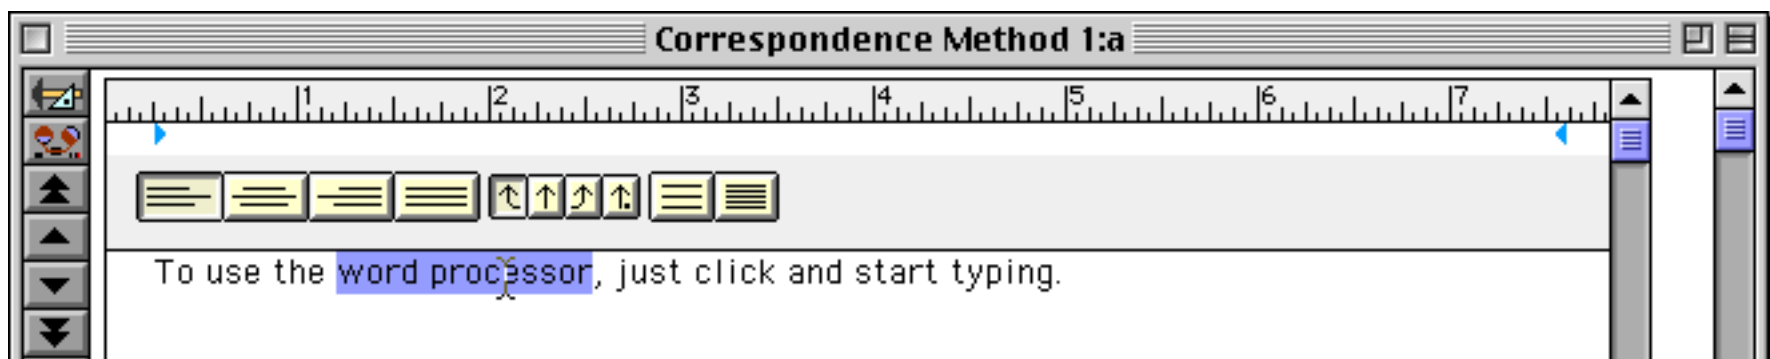 Correspondence Method 1:a
1 2 3 4 5 6 7
To use the word processor, just click and start typing.